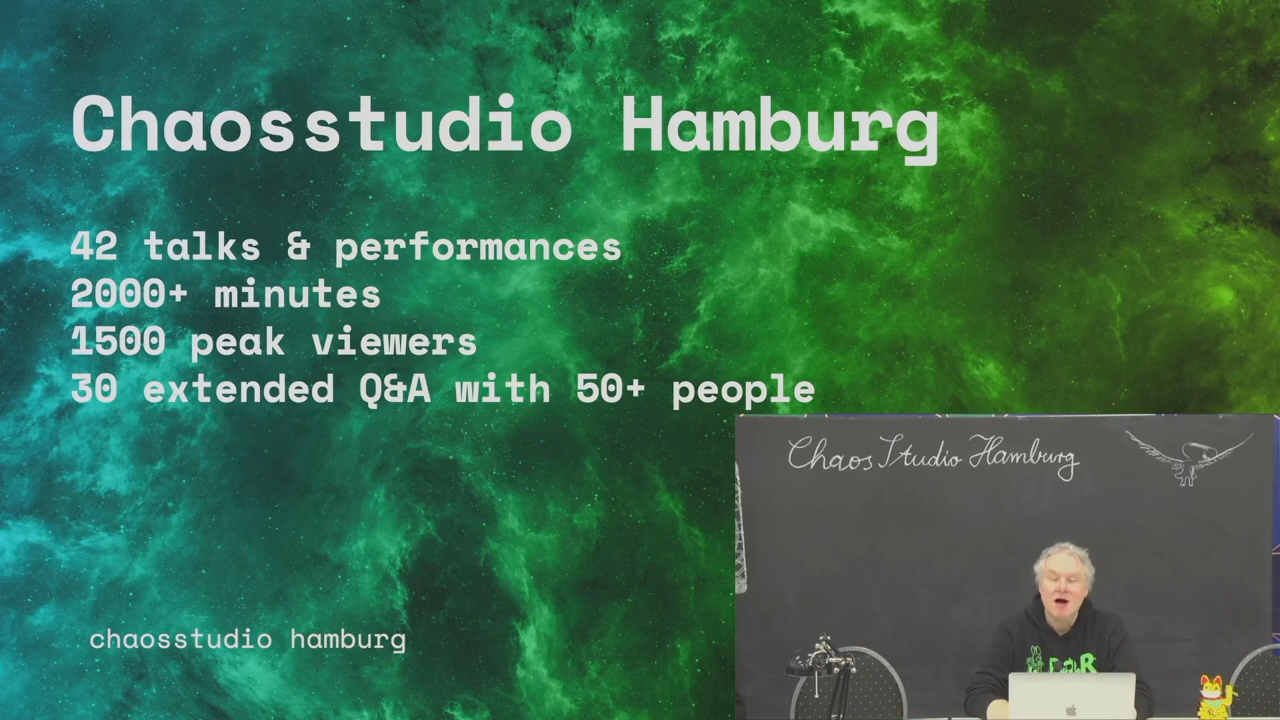 Chaosstudio Hamburg
42 talks & performances
2000+ minutes
1500 peak viewers
30 extended Q&A with 50+ people
Chaos Studio Hamburg
chaosstudio hamburg